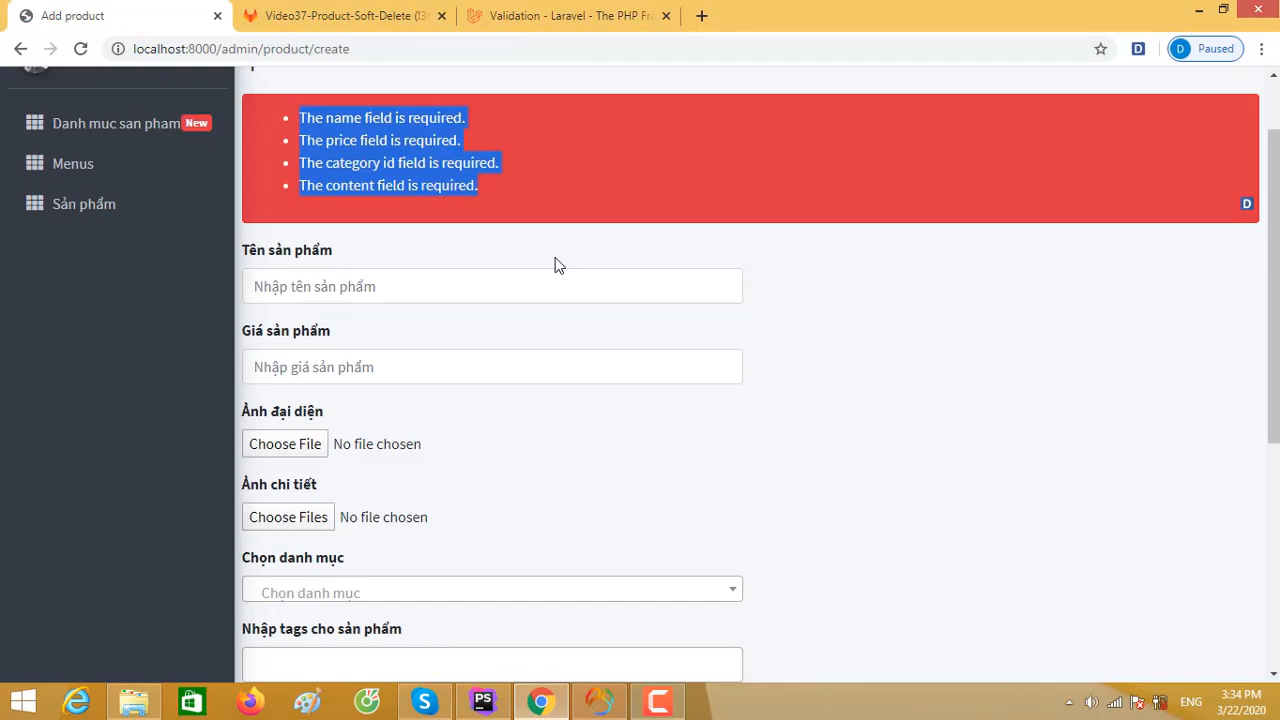 Add product
Video37-Product-Soft-Delete (!3
Validation - Laravel - The PHP Fr
localhost:8000/admin/product/create
D
D
Paused
Danh muc san pham New
Menus
Sản phẩm
The name field is required.
The price field is required.
The category id field is required.
The content field is required.
D
Tên sản phẩm
Nhập tên sản phẩm
Giá sản phẩm
Nhập giá sản phẩm
Ảnh đại diện
Choose File No file chosen
Ảnh chi tiết
Choose Files No file chosen
Chọn danh mục
Chọn danh mục
Nhập tags cho sản phẩm
PS
ENG
3:34 PM
3/22/2020